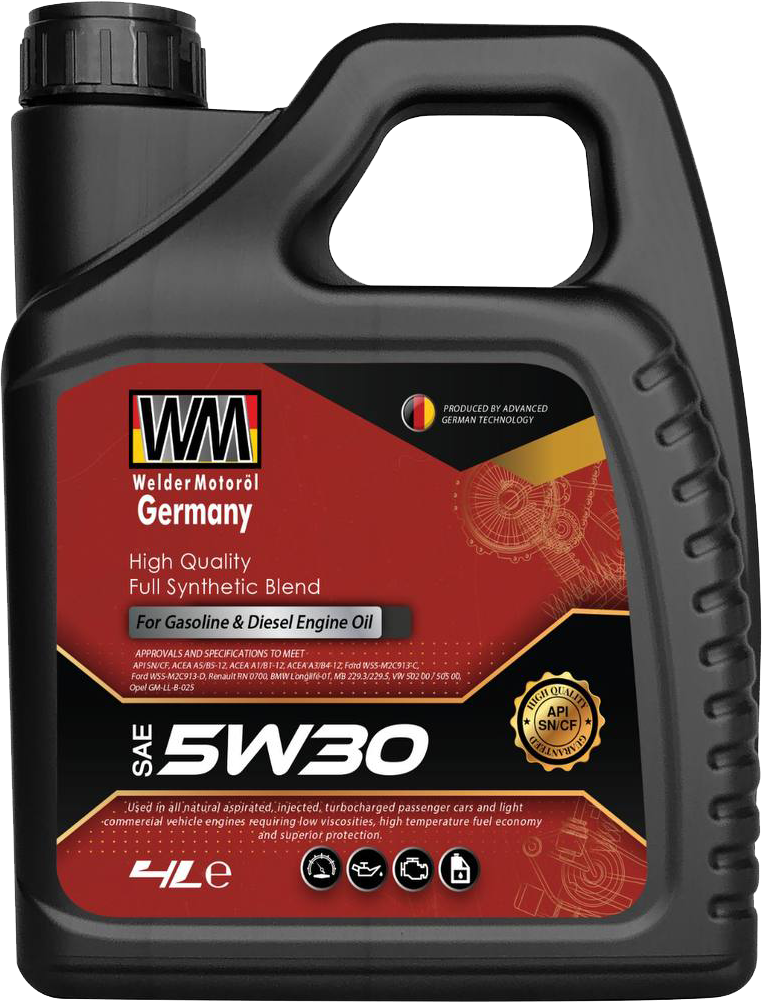 WM
Welder Motoröl
Germany
PRODUCED BY ADVANCED
GERMAN TECHNOLOGY
High Quality
Full Synthetic Blend
For Gasoline & Diesel Engine Oil
APPROVALS AND SPECIFICATIONS TO MEET
API SN/CF, ACEA A5/B5-12, ACEA A1/B1-12, ACEA A3/B4-12, Ford WSS-M2C913-C,
Ford WSS-M2C913-D, Renault RN 0700, BMW Longlife-01, MB 229.3/229.5, VW 502 00 / 505 00,
Opel GM-LL-B-025
SAE 5W30
HIGH QUALITY
API
SN/CF
GUARANTEED
Used in all natural aspirated, injected, turbocharged passenger cars and light
commercial vehicle engines requiring low viscosities, high temperature fuel economy
and superior protection.
4L e